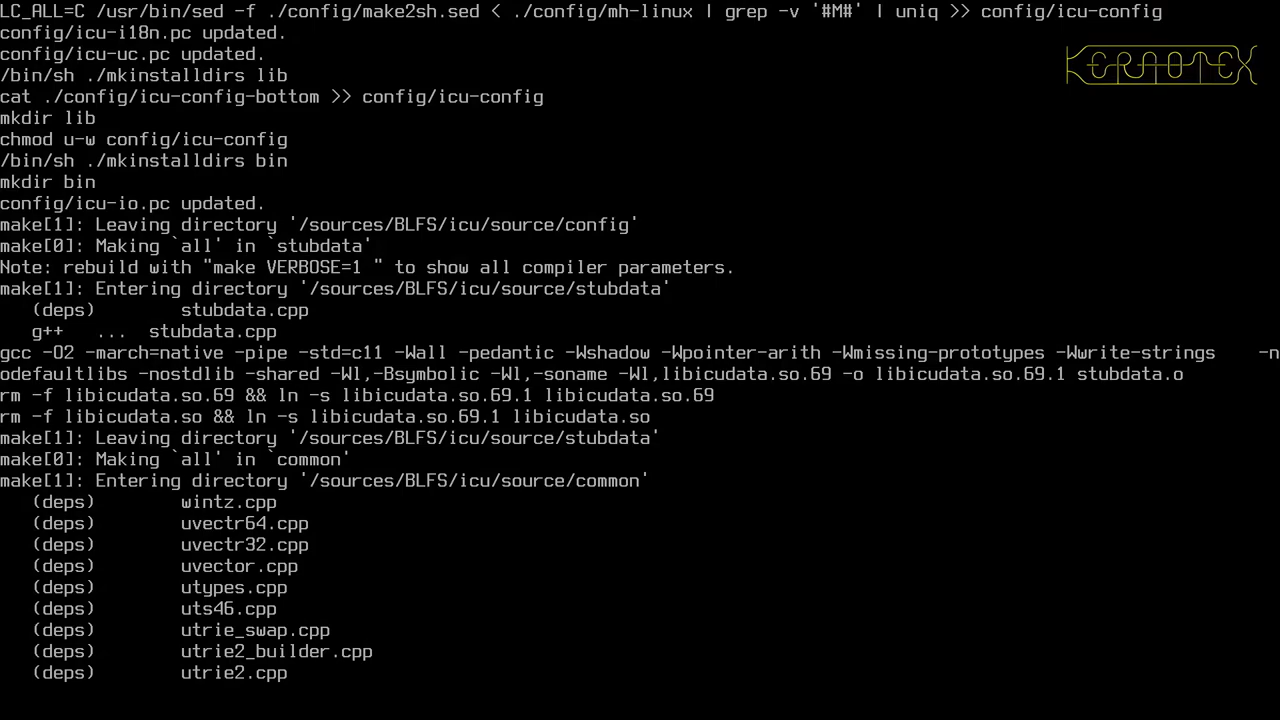 LC_ALL=C /usr/bin/sed -f ./config/make2sh.sed < ./config/mh-linux | grep -v '#M#' | uniq >> config/icu-config
config/icu-i18n.pc updated.
config/icu-uc.pc updated.
/bin/sh ./mkinstalldirs lib
cat ./config/icu-config-bottom >> config/icu-config
mkdir lib
chmod u-w config/icu-config
/bin/sh ./mkinstalldirs bin
mkdir bin
config/icu-io.pc updated.
make[1]: Leaving directory '/sources/BLFS/icu/source/config'
make[0]: Making `all' in `stubdata'
Note: rebuild with "make VERBOSE=1 " to show all compiler parameters.
make[1]: Entering directory '/sources/BLFS/icu/source/stubdata'
   (deps)        stubdata.cpp
   g++   ...  stubdata.cpp
gcc -O2 -march=native -pipe -std=c11 -Wall -pedantic -Wshadow -Wpointer-arith -Wmissing-prototypes -Wwrite-strings    -n
odefaultlibs -nostdlib -shared -Wl,-Bsymbolic -Wl,-soname -Wl,libicudata.so.69 -o libicudata.so.69.1 stubdata.o
rm -f libicudata.so.69 && ln -s libicudata.so.69.1 libicudata.so.69
rm -f libicudata.so && ln -s libicudata.so.69.1 libicudata.so
make[1]: Leaving directory '/sources/BLFS/icu/source/stubdata'
make[0]: Making `all' in `common'
make[1]: Entering directory '/sources/BLFS/icu/source/common'
   (deps)        wintz.cpp
   (deps)        uvectr64.cpp
   (deps)        uvectr32.cpp
   (deps)        uvector.cpp
   (deps)        utypes.cpp
   (deps)        uts46.cpp
   (deps)        utrie_swap.cpp
   (deps)        utrie2_builder.cpp
   (deps)        utrie2.cpp